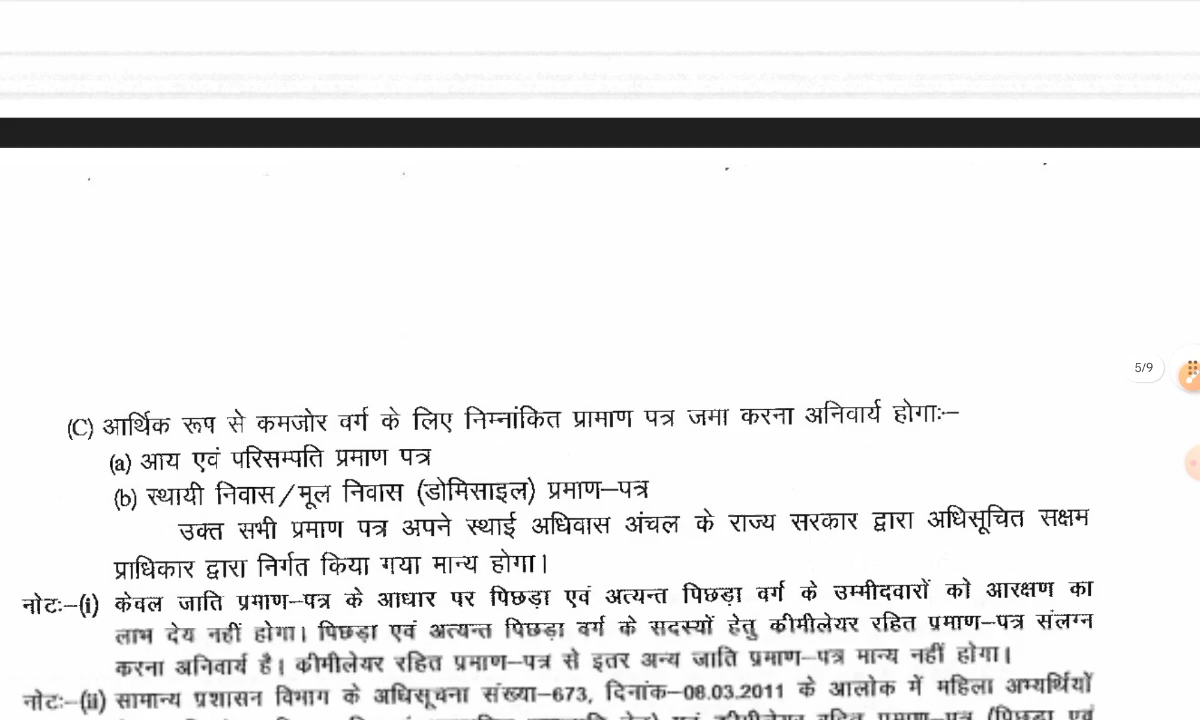 5/9
(C) आर्थिक रूप से कमजोर वर्ग के लिए निम्नांकित प्रामाण पत्र जमा करना अनिवार्य होगाः–
(a) आय एवं परिसम्पति प्रमाण पत्र
(b) स्थायी निवास/मूल निवास (डोमिसाइल) प्रमाण–पत्र
उक्त सभी प्रमाण पत्र अपने स्थाई अधिवास अंचल के राज्य सरकार द्वारा अधिसूचित सक्षम
प्राधिकार द्वारा निर्गत किया गया मान्य होगा।
नोटः–(i) केवल जाति प्रमाण–पत्र के आधार पर पिछड़ा एवं अत्यन्त पिछड़ा वर्ग के उम्मीदवारों को आरक्षण का
लाभ देय नहीं होगा। पिछड़ा एवं अत्यन्त पिछड़ा वर्ग के सदस्यों हेतु कीमीलेयर रहित प्रमाण–पत्र संलग्न
करना अनिवार्य है। कीमीलेयर रहित प्रमाण–पत्र से इतर अन्य जाति प्रमाण–पत्र मान्य नहीं होगा।
नोटः–(ii) सामान्य प्रशासन विभाग के अधिसूचना संख्या–673, दिनांक–08.03.2011 के आलोक में महिला अभ्यर्थियों